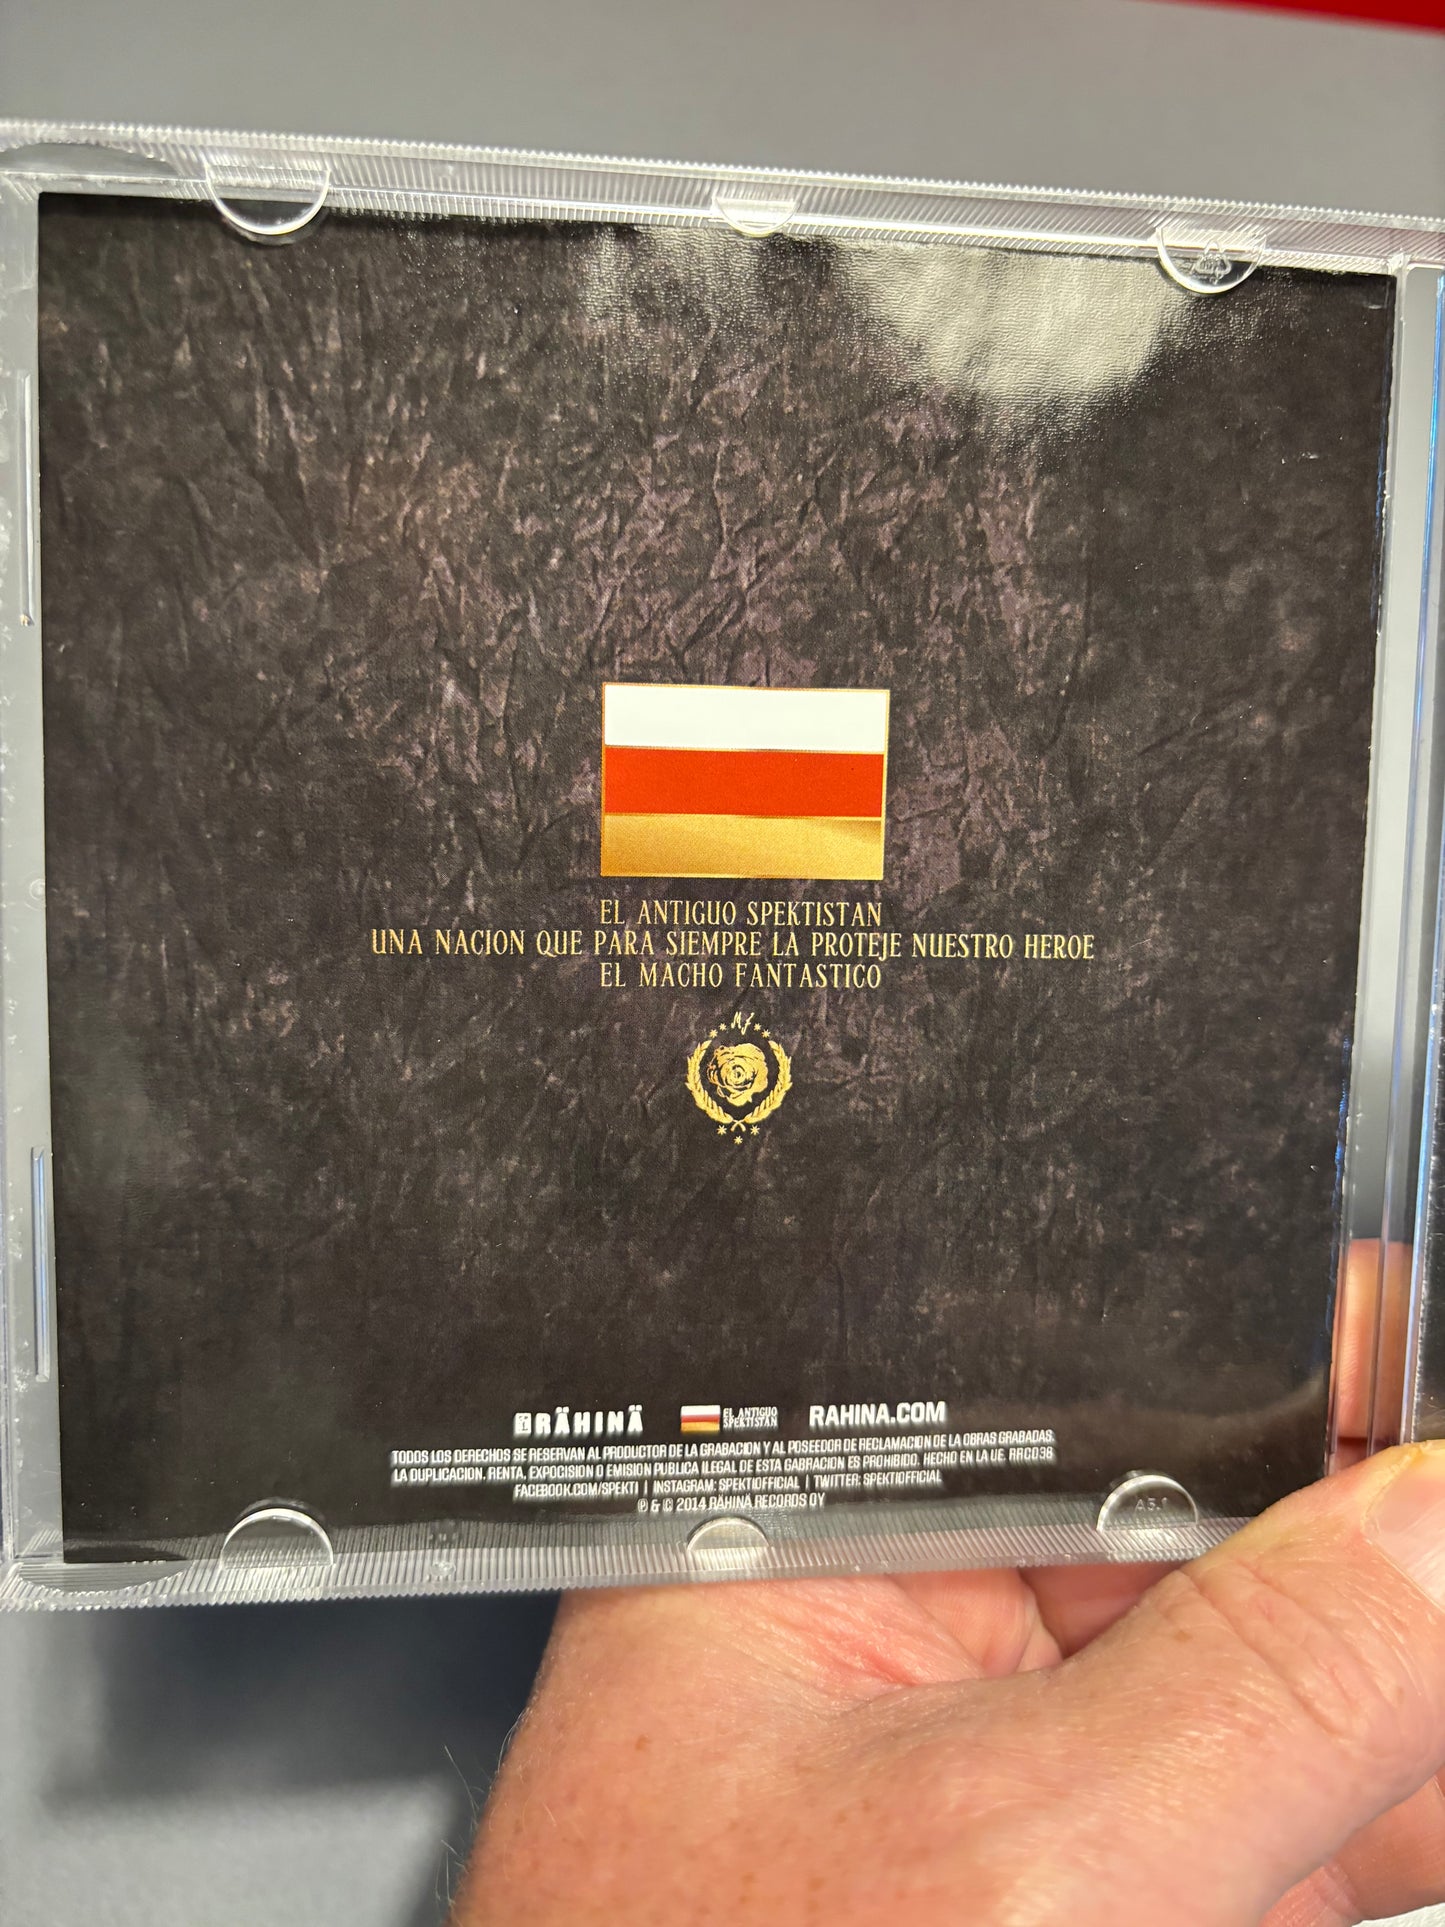 EL ANTIGUO SPEKTISTAN
UNA NACION QUE PARA SIEMPRE LA PROTEJE NUESTRO HEROE
EL MACHO FANTASTICO
MF
RÄHINÄ
EL ANTIGUO
SPEKTISTAN
RAHINA.COM
TODOS LOS DERECHOS SE RESERVAN AL PRODUCTOR DE LA GRABACION Y AL POSEEDOR DE RECLAMACION DE LA OBRAS GRABADAS.
LA DUPLICACION, RENTA, EXPOCISION O EMISION PUBLICA ILEGAL DE ESTA GABRACION ES PROHIBIDO. HECHO EN LA UE. RRCD36
FACEBOOK.COM/SPEKTI | INSTAGRAM: SPEKTIOFFICIAL | TWITTER: SPEKTIOFFICIAL
℗ & © 2014 RÄHINÄ RECORDS OY